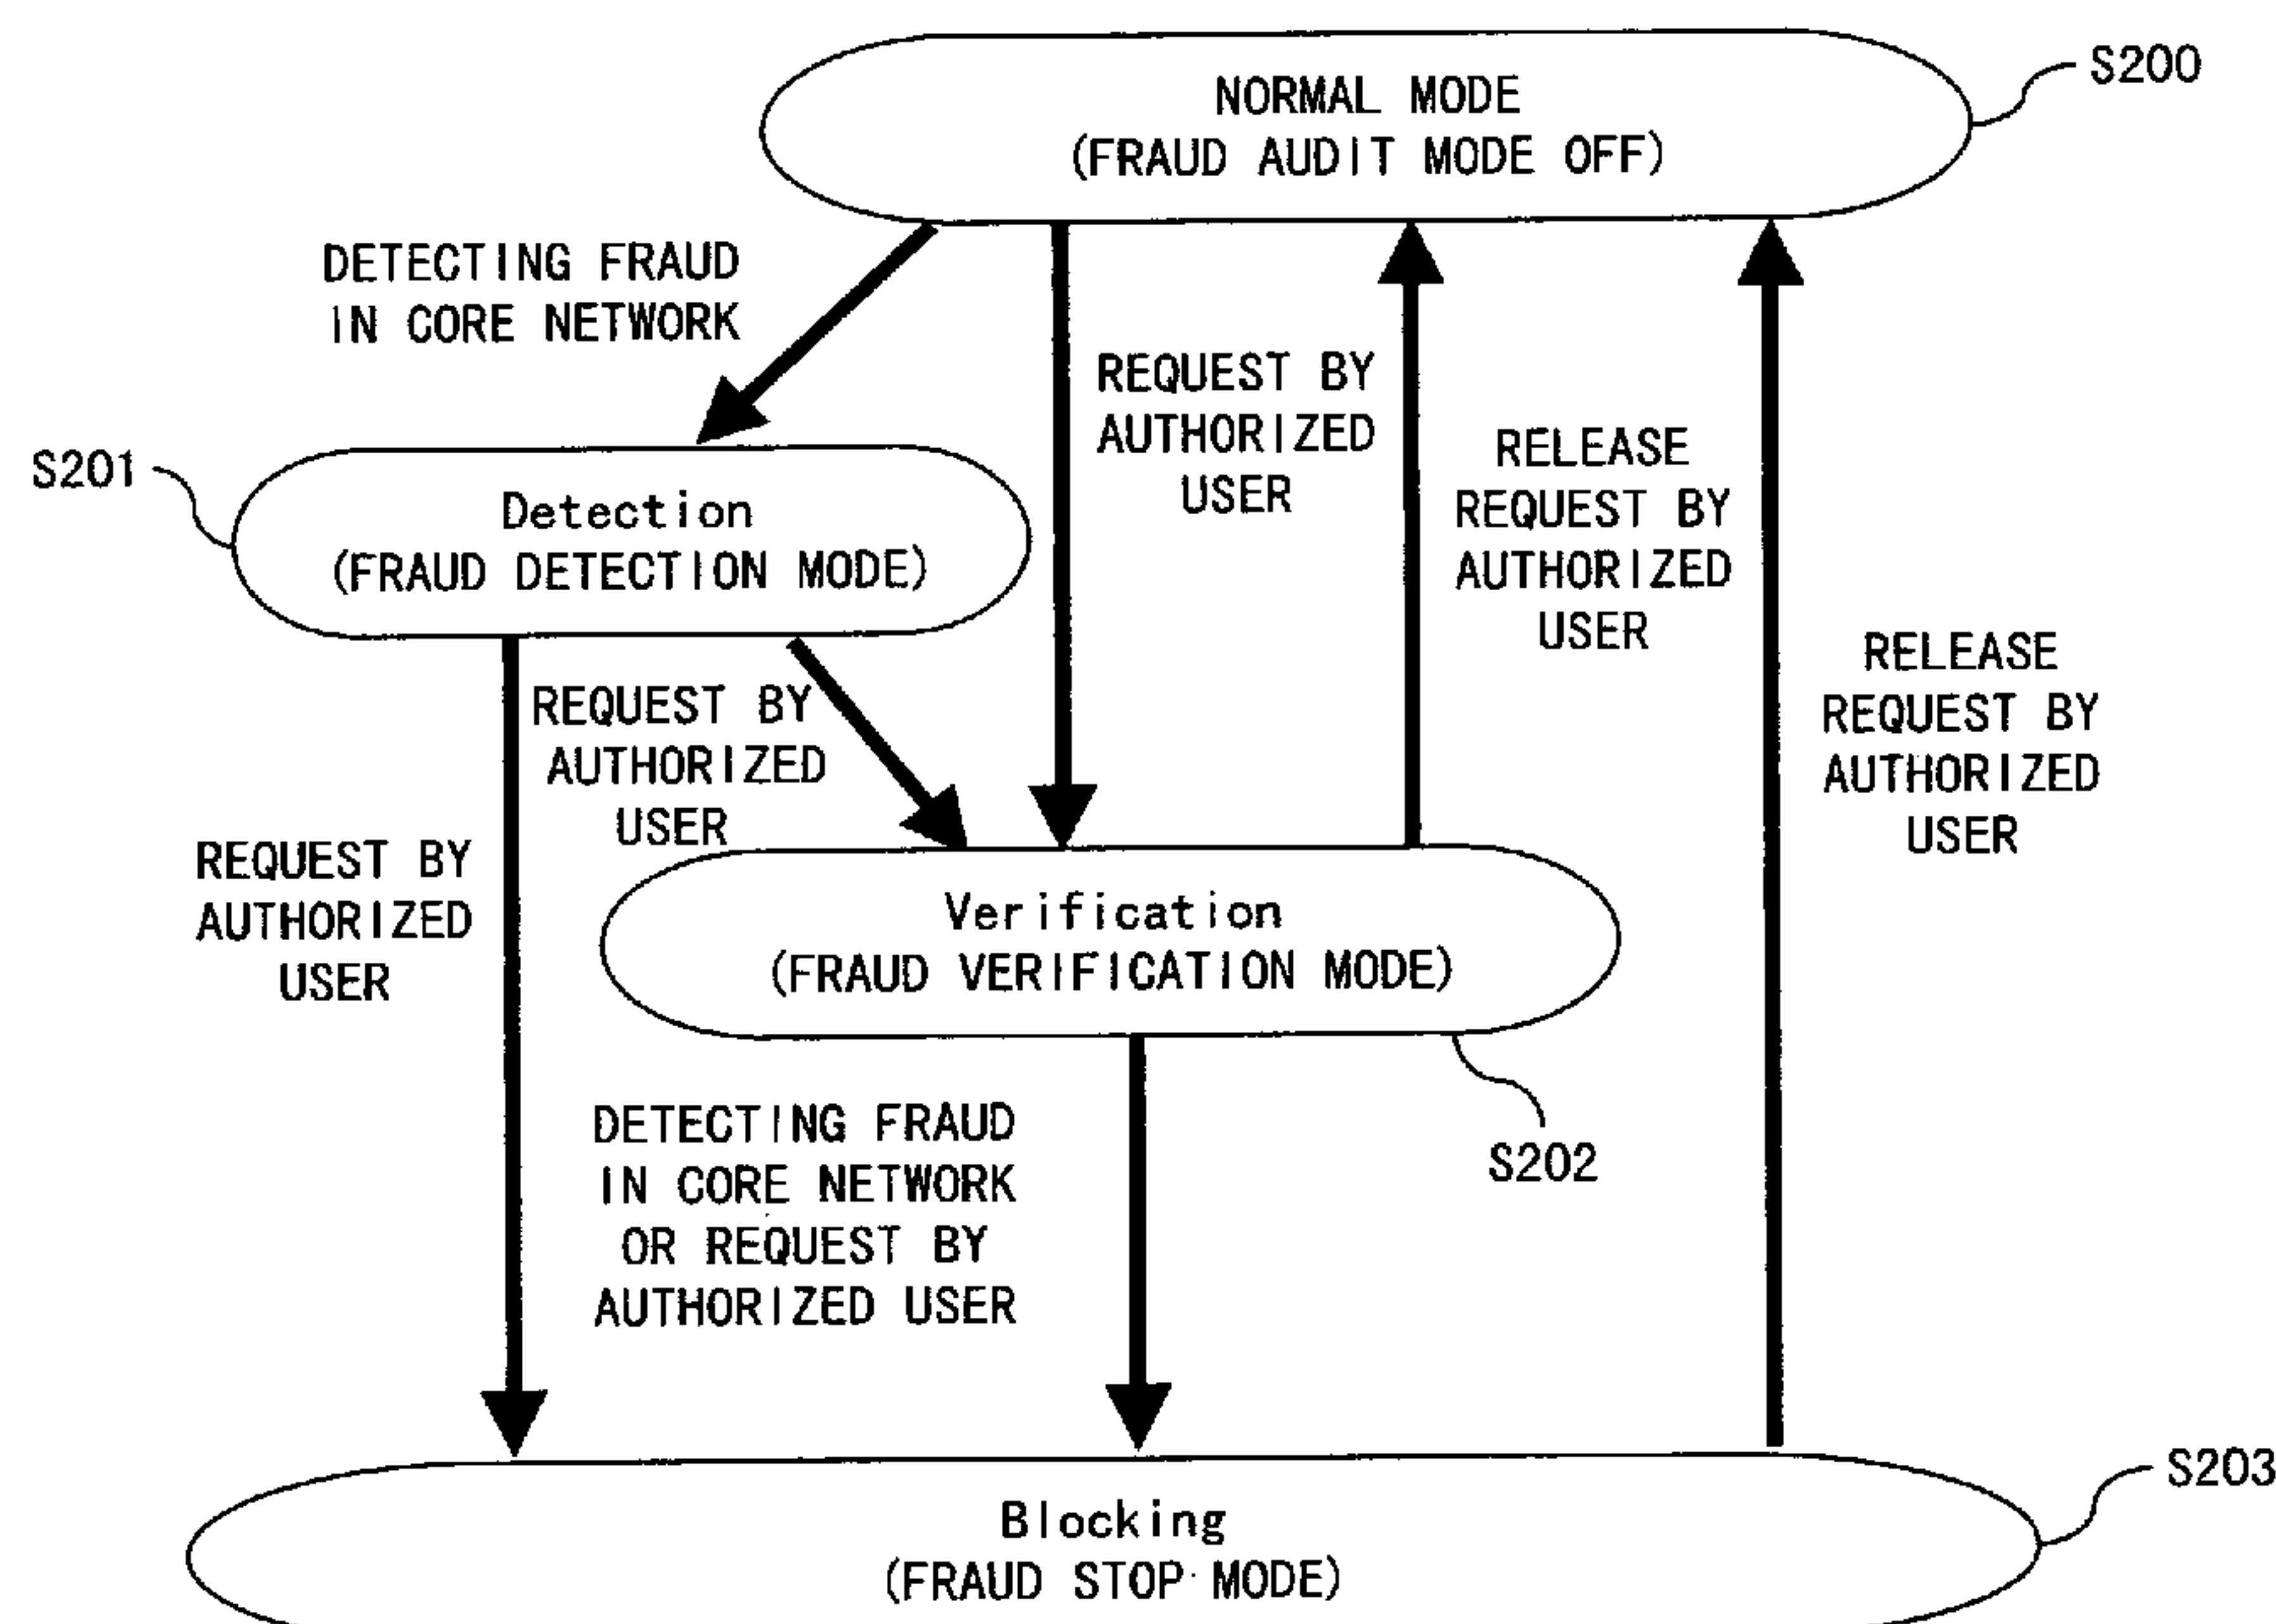 S200
NORMAL MODE
(FRAUD AUDIT MODE OFF)
DETECTING FRAUD
IN CORE NETWORK
REQUEST BY
AUTHORIZED
USER
RELEASE
REQUEST BY
AUTHORIZED
USER
S201
Detection
(FRAUD DETECTION MODE)
RELEASE
REQUEST BY
AUTHORIZED
USER
REQUEST BY
AUTHORIZED
USER
REQUEST BY
AUTHORIZED
USER
Verification
(FRAUD VERIFICATION MODE)
S202
DETECTING FRAUD
IN CORE NETWORK
OR REQUEST BY
AUTHORIZED USER
S203
Blocking
(FRAUD STOP MODE)